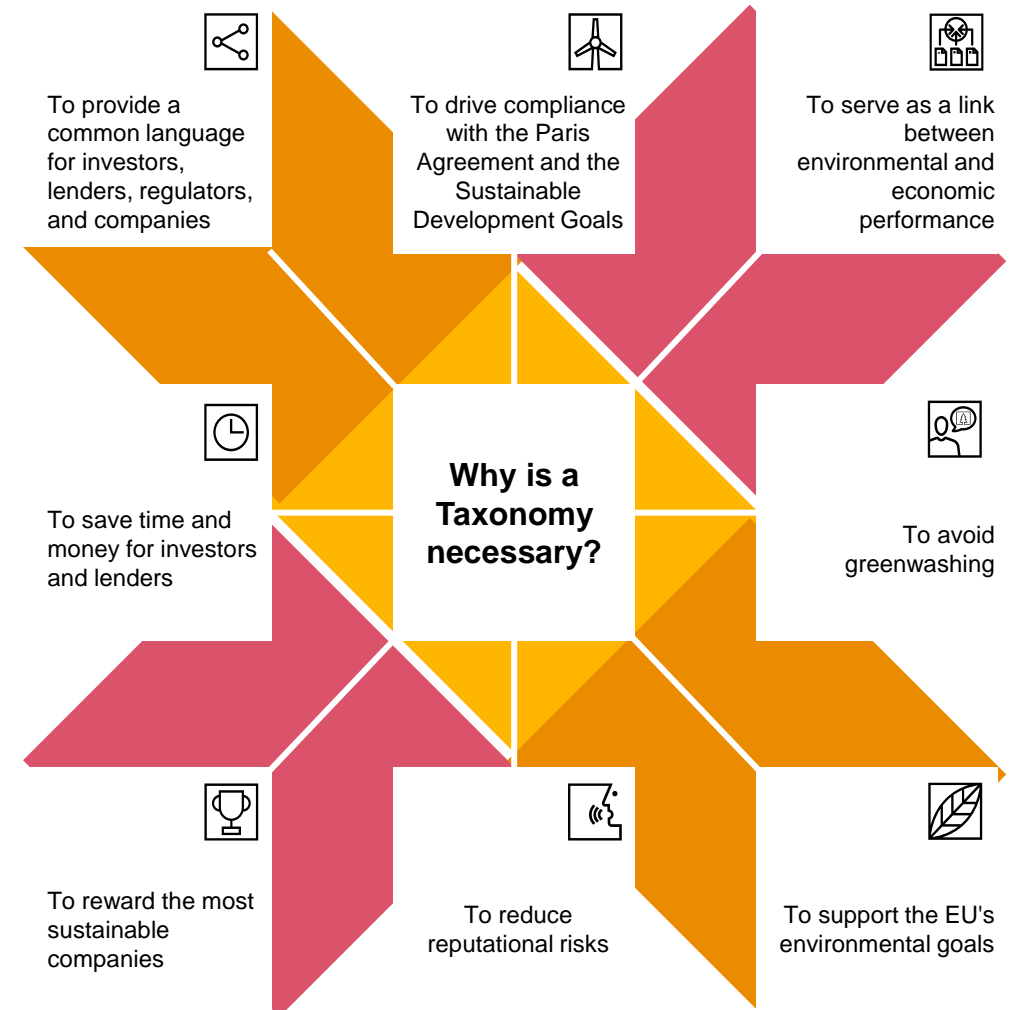 To provide a
common language
for investors,
lenders, regulators,
and companies
To drive compliance
with the Paris
Agreement and the
Sustainable
Development Goals
To serve as a link
between
environmental and
economic
performance
To save time and
money for investors
and lenders
Why is a
Taxonomy
necessary?
To avoid
greenwashing
To reward the most
sustainable
companies
To reduce
reputational risks
To support the EU's
environmental goals